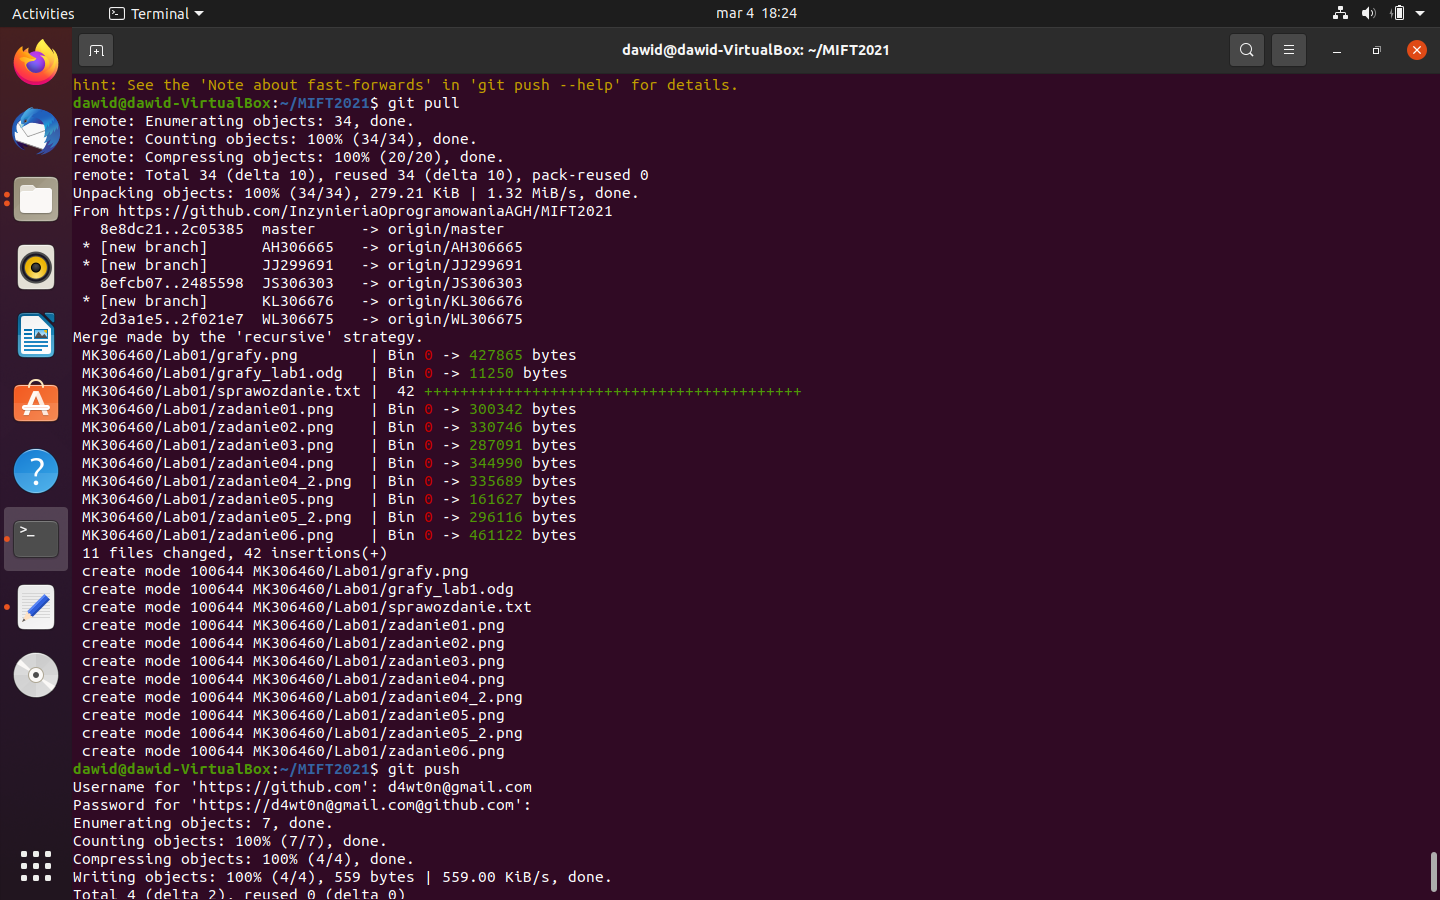 Activities
Terminal
mar 4 18:24
dawid@dawid-VirtualBox: ~/MIFT2021
hint: See the 'Note about fast-forwards' in 'git push --help' for details.
dawid@dawid-VirtualBox:~/MIFT2021$ git pull
remote: Enumerating objects: 34, done.
remote: Counting objects: 100% (34/34), done.
remote: Compressing objects: 100% (20/20), done.
remote: Total 34 (delta 10), reused 34 (delta 10), pack-reused 0
Unpacking objects: 100% (34/34), 279.21 KiB | 1.32 MiB/s, done.
From https://github.com/InzynieriaOprogramowaniaAGH/MIFT2021
   8e8dc21..2c05385  master     -> origin/master
 * [new branch]      AH306665   -> origin/AH306665
 * [new branch]      JJ299691   -> origin/JJ299691
   8efcb07..2485598  JS306303   -> origin/JS306303
 * [new branch]      KL306676   -> origin/KL306676
   2d3a1e5..2f021e7  WL306675   -> origin/WL306675
Merge made by the 'recursive' strategy.
 MK306460/Lab01/grafy.png        | Bin 0 -> 427865 bytes
 MK306460/Lab01/grafy_lab1.odg   | Bin 0 -> 11250 bytes
 MK306460/Lab01/sprawozdanie.txt |  42 ++++++++++++++++++++++++++++++++++++++++++
 MK306460/Lab01/zadanie01.png    | Bin 0 -> 300342 bytes
 MK306460/Lab01/zadanie02.png    | Bin 0 -> 330746 bytes
 MK306460/Lab01/zadanie03.png    | Bin 0 -> 287091 bytes
 MK306460/Lab01/zadanie04.png    | Bin 0 -> 344990 bytes
 MK306460/Lab01/zadanie04_2.png  | Bin 0 -> 335689 bytes
 MK306460/Lab01/zadanie05.png    | Bin 0 -> 161627 bytes
 MK306460/Lab01/zadanie05_2.png  | Bin 0 -> 296116 bytes
 MK306460/Lab01/zadanie06.png    | Bin 0 -> 461122 bytes
 11 files changed, 42 insertions(+)
 create mode 100644 MK306460/Lab01/grafy.png
 create mode 100644 MK306460/Lab01/grafy_lab1.odg
 create mode 100644 MK306460/Lab01/sprawozdanie.txt
 create mode 100644 MK306460/Lab01/zadanie01.png
 create mode 100644 MK306460/Lab01/zadanie02.png
 create mode 100644 MK306460/Lab01/zadanie03.png
 create mode 100644 MK306460/Lab01/zadanie04.png
 create mode 100644 MK306460/Lab01/zadanie04_2.png
 create mode 100644 MK306460/Lab01/zadanie05.png
 create mode 100644 MK306460/Lab01/zadanie05_2.png
 create mode 100644 MK306460/Lab01/zadanie06.png
dawid@dawid-VirtualBox:~/MIFT2021$ git push
Username for 'https://github.com': d4wt0n@gmail.com
Password for 'https://d4wt0n@gmail.com@github.com':
Enumerating objects: 7, done.
Counting objects: 100% (7/7), done.
Compressing objects: 100% (4/4), done.
Writing objects: 100% (4/4), 559 bytes | 559.00 KiB/s, done.
Total 4 (delta 2), reused 0 (delta 0)